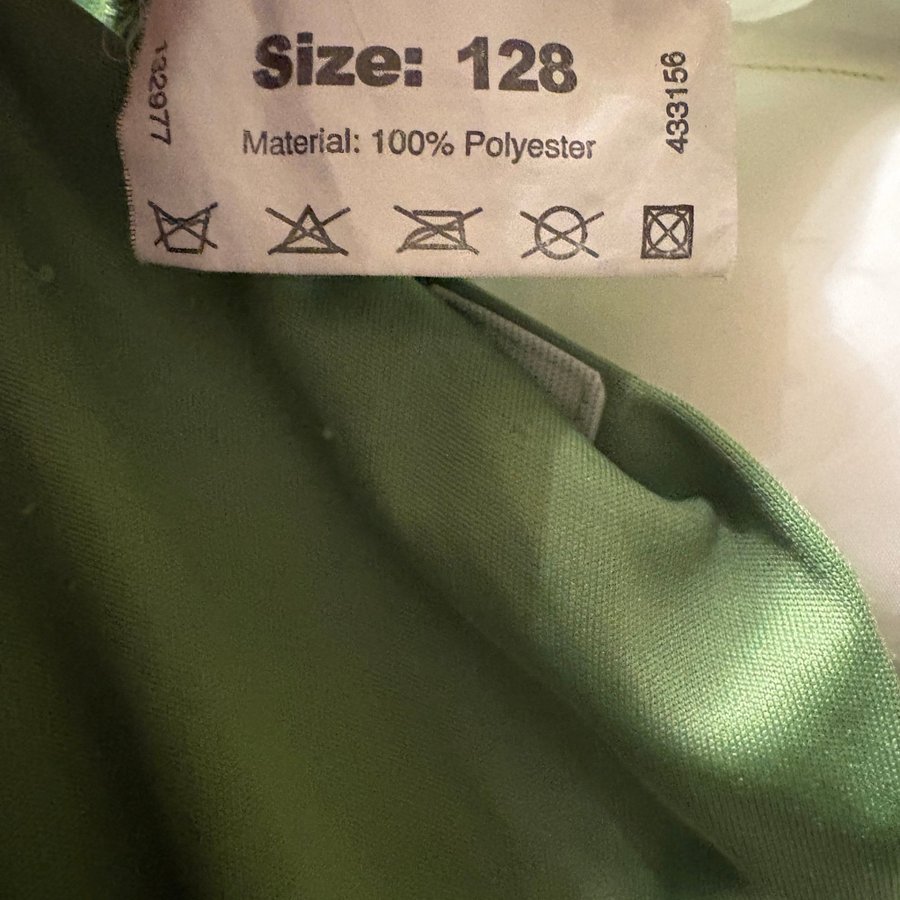 Size: 128
Material: 100% Polyester
132977
433156